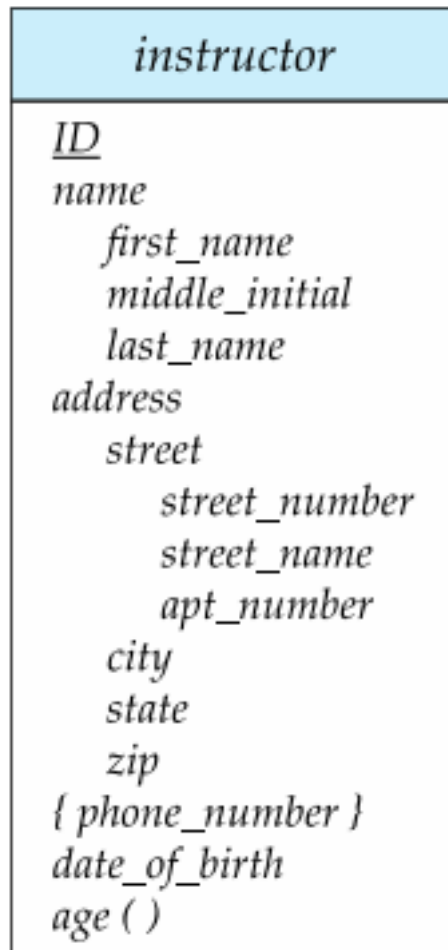 instructor
ID
name
first_name
middle_initial
last_name
address
street
street_number
street_name
apt_number
city
state
zip
{ phone_number }
date_of_birth
age ( )